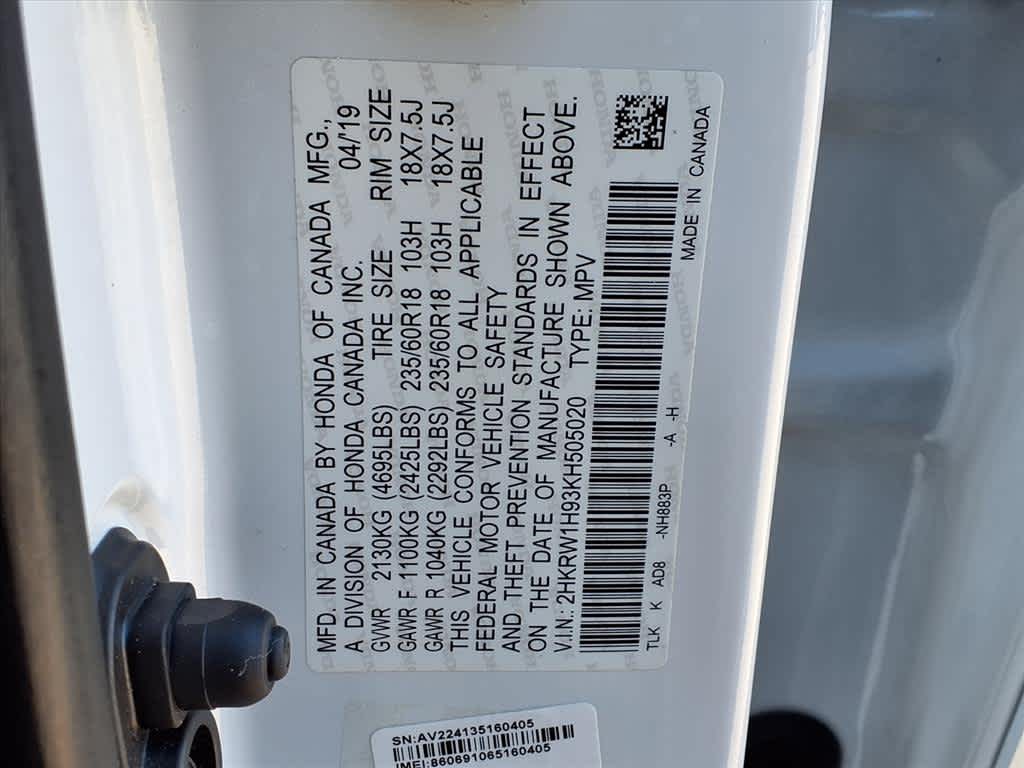 MFD. IN CANADA BY HONDA OF CANADA MFG.,
A DIVISION OF HONDA CANADA INC. 04/'19
GVWR 2130KG (4695LBS) TIRE SIZE RIM SIZE
GAWR F 1100KG (2425LBS) 235/60R18 103H 18X7.5J
GAWR R 1040KG (2292LBS) 235/60R18 103H 18X7.5J
THIS VEHICLE CONFORMS TO ALL APPLICABLE
FEDERAL MOTOR VEHICLE SAFETY
AND THEFT PREVENTION STANDARDS IN EFFECT
ON THE DATE OF MANUFACTURE SHOWN ABOVE.
V.I.N.: 2HKRW1H93KH505020 TYPE: MPV
TLK K AD8 -NH883P -A -H
MADE IN CANADA
SN:AV224135160405
IMEI:860691065160405